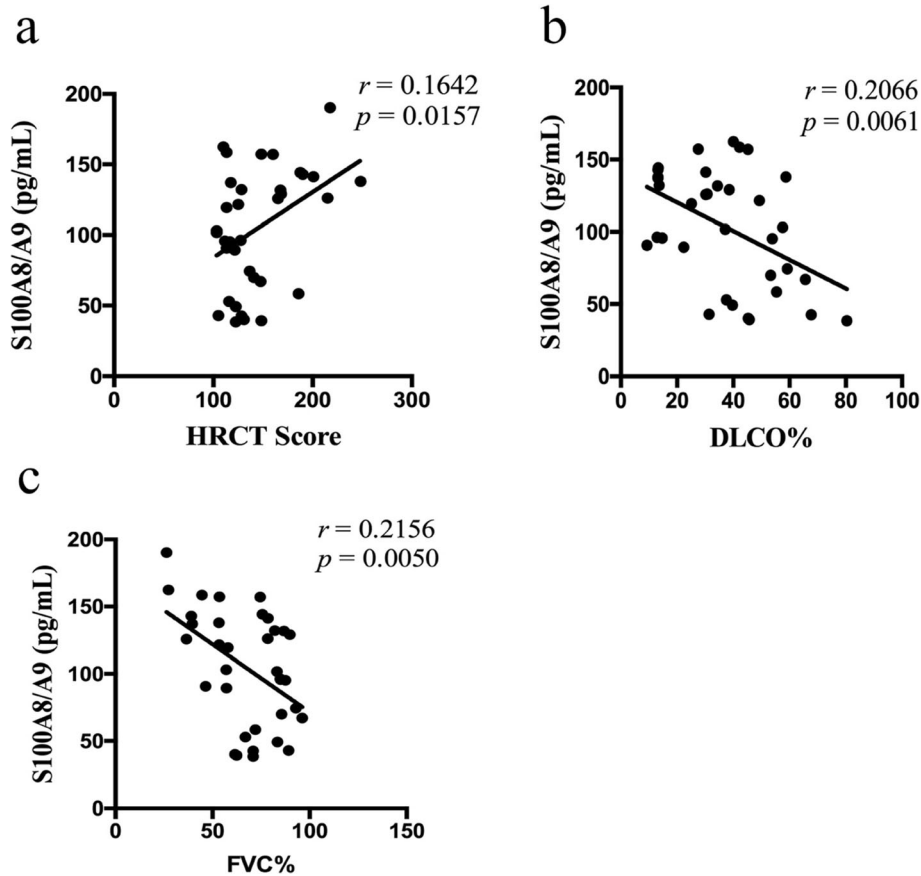 a
r = 0.1642
p = 0.0157
S100A8/A9 (pg/mL)
200
150
100
50
0
0 100 200 300
HRCT Score
b
r = 0.2066
p = 0.0061
S100A8/A9 (pg/mL)
200
150
100
50
0
0 20 40 60 80 100
DLCO%
c
r = 0.2156
p = 0.0050
S100A8/A9 (pg/mL)
200
150
100
50
0
0 50 100 150
FVC%